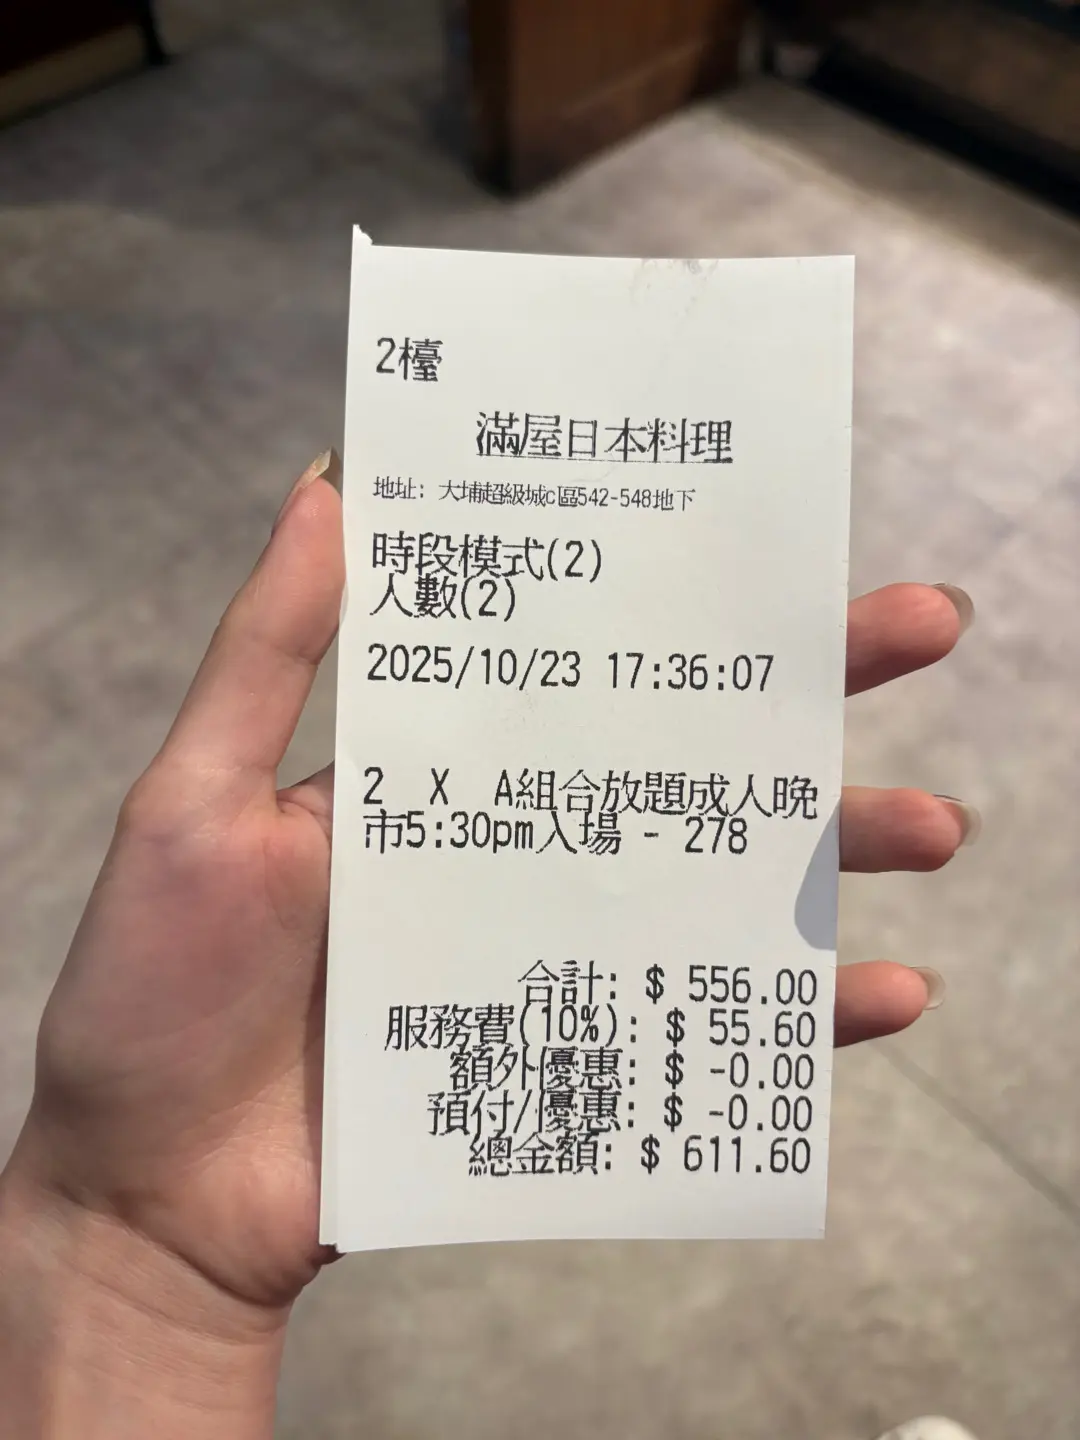 2檯
滿屋日本料理
地址: 大埔超級城c區542-548地下
時段模式(2)
人數(2)
2025/10/23 17:36:07
2 X A組合放題成人晚
市5:30pm入場 - 278
合計: $ 556.00
服務費(10%): $ 55.60
額外優惠: $ -0.00
預付/優惠: $ -0.00
總金額: $ 611.60